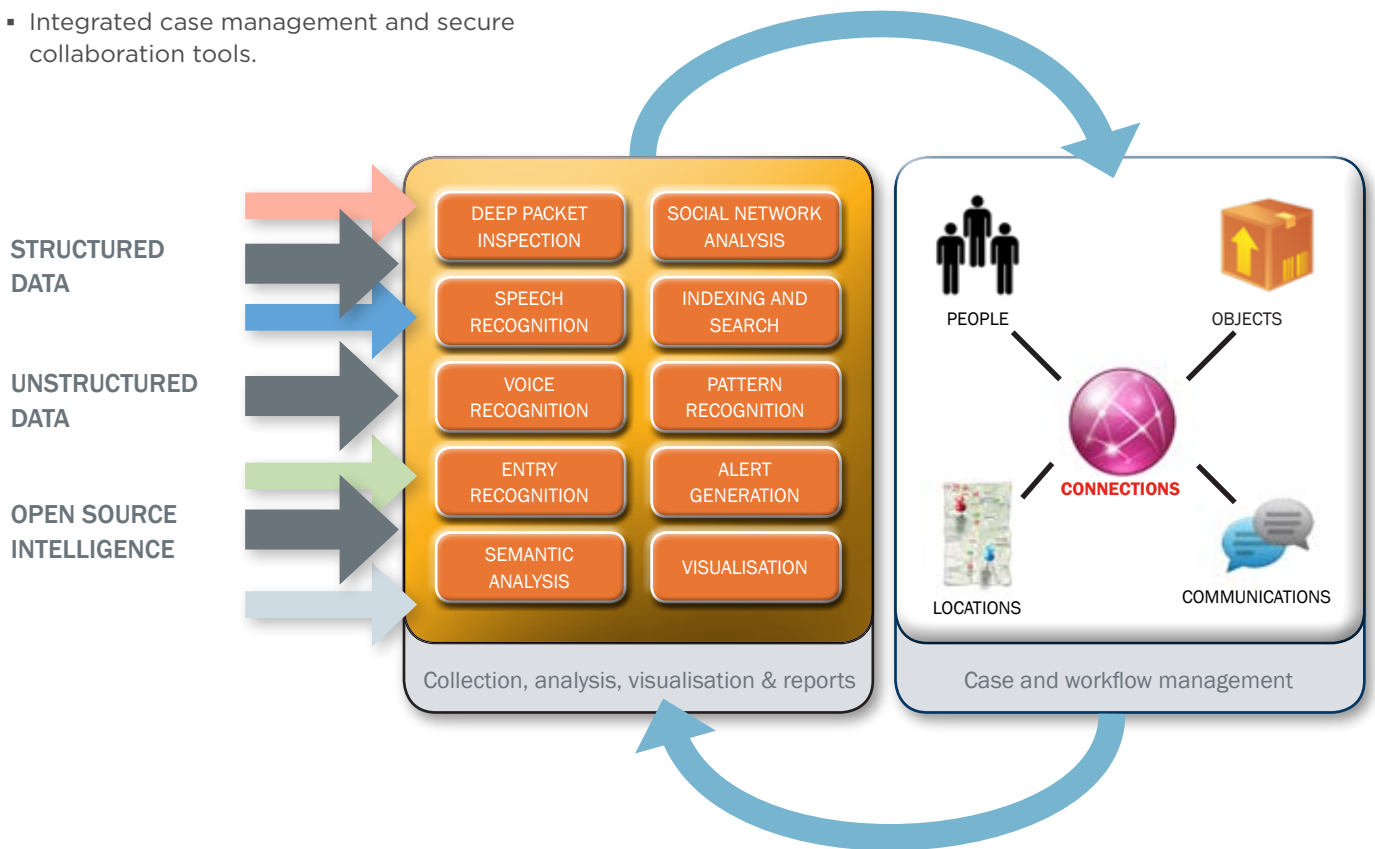 ▪ Integrated case management and secure
collaboration tools.
STRUCTURED
DATA
UNSTRUCTURED
DATA
OPEN SOURCE
INTELLIGENCE
DEEP PACKET
INSPECTION
SOCIAL NETWORK
ANALYSIS
SPEECH
RECOGNITION
INDEXING AND
SEARCH
VOICE
RECOGNITION
PATTERN
RECOGNITION
ENTRY
RECOGNITION
ALERT
GENERATION
SEMANTIC
ANALYSIS
VISUALISATION
Collection, analysis, visualisation & reports
PEOPLE
OBJECTS
CONNECTIONS
LOCATIONS
COMMUNICATIONS
Case and workflow management